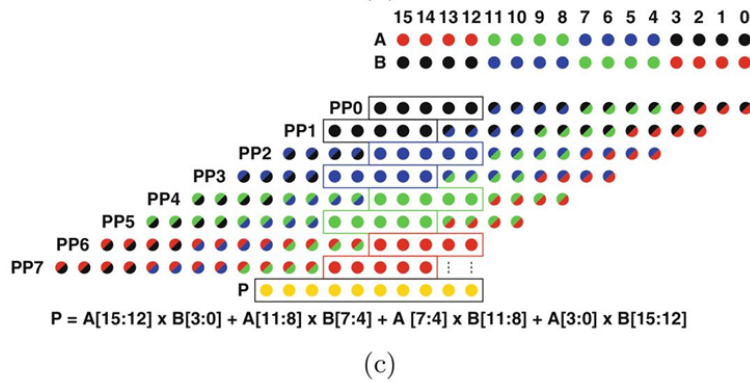 15 14 13 12 11 10 9 8 7 6 5 4 3 2 1 0
A
B
PP0
PP1
PP2
PP3
PP4
PP5
PP6
PP7
P
P = A[15:12] x B[3:0] + A[11:8] x B[7:4] + A [7:4] x B[11:8] + A[3:0] x B[15:12]
(c)